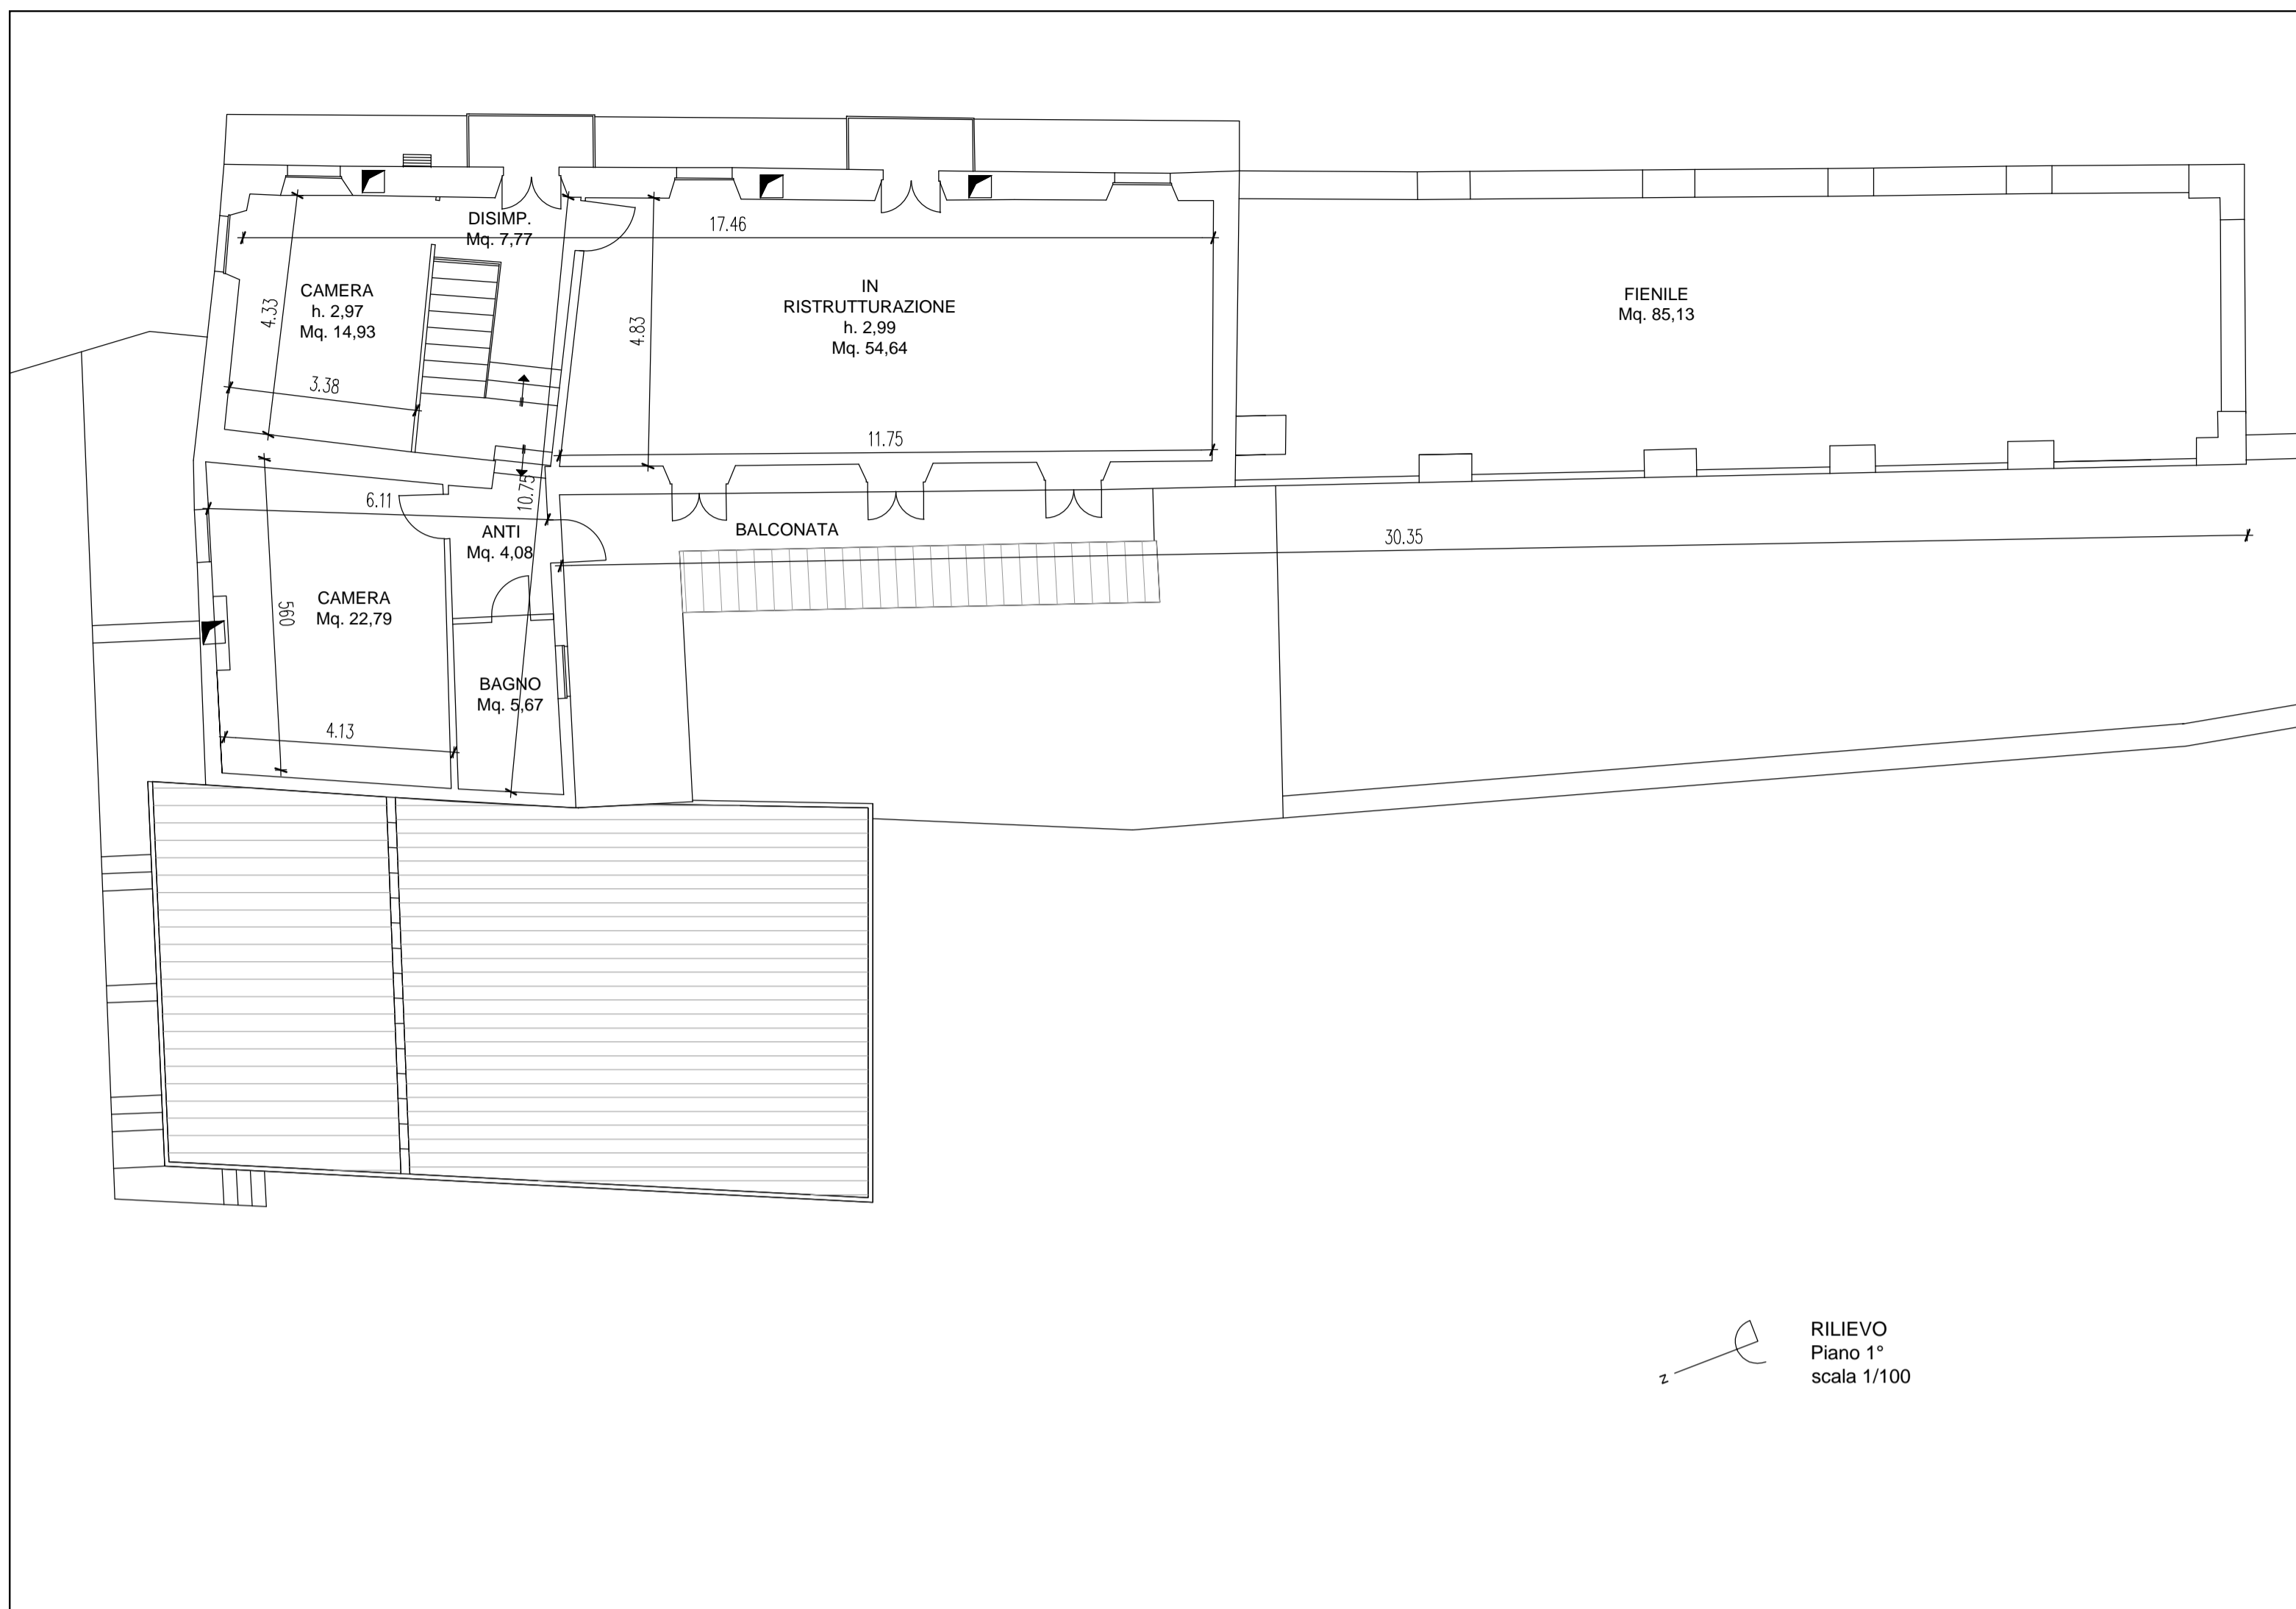 DISIMP.
Mq. 7,77
17.46
CAMERA
h. 2,97
Mq. 14,93
4.33
3.38
IN
RISTRUTTURAZIONE
h. 2,99
Mq. 54,64
4.83
11.75
FIENILE
Mq. 85,13
6.11
10.75
ANTI
Mq. 4,08
BALCONATA
30.35
CAMERA
Mq. 22,79
560
BAGNO
Mq. 5,67
4.13
RILIEVO
Piano 1°
scala 1/100
N